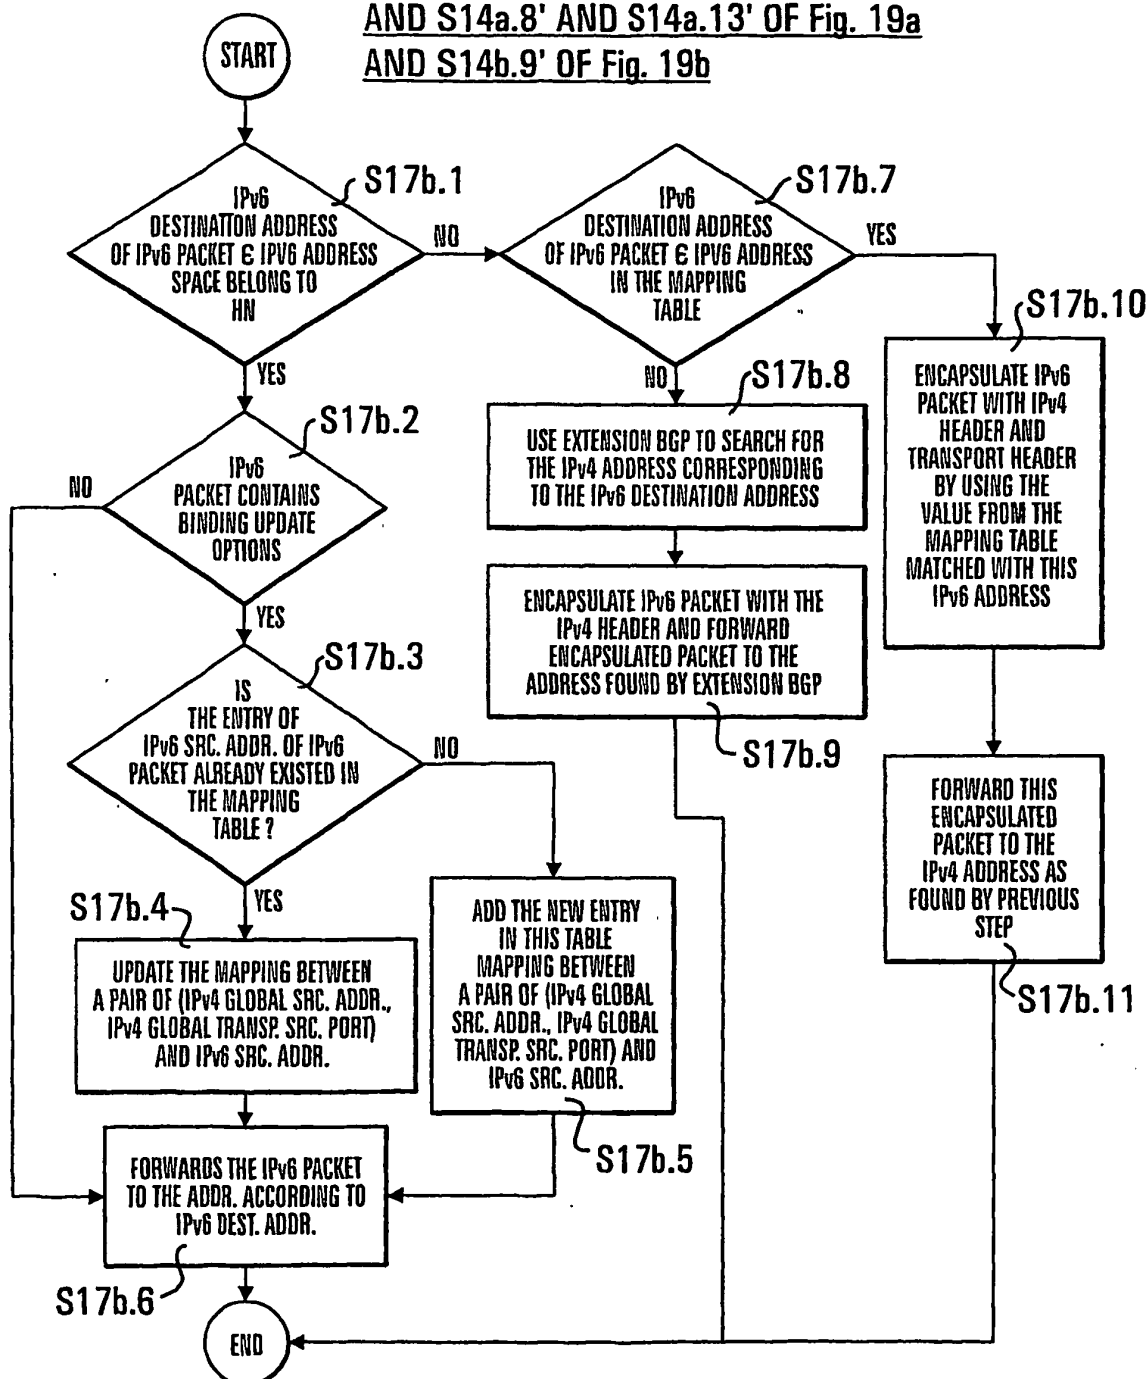 AND S14a.8' AND S14a.13' OF Fig. 19a
AND S14b.9' OF Fig. 19b
START
S17b.1
IPv6
DESTINATION ADDRESS
OF IPv6 PACKET ∈ IPV6 ADDRESS
SPACE BELONG TO
HN
NO
YES
S17b.7
IPv6
DESTINATION ADDRESS
OF IPv6 PACKET ∈ IPV6 ADDRESS
IN THE MAPPING
TABLE
YES
NO
S17b.10
ENCAPSULATE IPv6
PACKET WITH IPv4
HEADER AND
TRANSPORT HEADER
BY USING THE
VALUE FROM THE
MAPPING TABLE
MATCHED WITH THIS
IPv6 ADDRESS
S17b.8
USE EXTENSION BGP TO SEARCH FOR
THE IPv4 ADDRESS CORRESPONDING
TO THE IPv6 DESTINATION ADDRESS
S17b.2
IPv6
PACKET CONTAINS
BINDING UPDATE
OPTIONS
NO
YES
ENCAPSULATE IPv6 PACKET WITH THE
IPv4 HEADER AND FORWARD
ENCAPSULATED PACKET TO THE
ADDRESS FOUND BY EXTENSION BGP
S17b.9
S17b.3
IS
THE ENTRY OF
IPv6 SRC. ADDR. OF IPv6
PACKET ALREADY EXISTED IN
THE MAPPING
TABLE ?
NO
YES
FORWARD THIS
ENCAPSULATED
PACKET TO THE
IPv4 ADDRESS AS
FOUND BY PREVIOUS
STEP
S17b.11
S17b.4
UPDATE THE MAPPING BETWEEN
A PAIR OF (IPv4 GLOBAL SRC. ADDR.,
IPv4 GLOBAL TRANSP. SRC. PORT)
AND IPv6 SRC. ADDR.
ADD THE NEW ENTRY
IN THIS TABLE
MAPPING BETWEEN
A PAIR OF (IPv4 GLOBAL
SRC. ADDR., IPv4 GLOBAL
TRANSP. SRC. PORT) AND
IPv6 SRC. ADDR.
S17b.5
FORWARDS THE IPv6 PACKET
TO THE ADDR. ACCORDING TO
IPv6 DEST. ADDR.
S17b.6
END